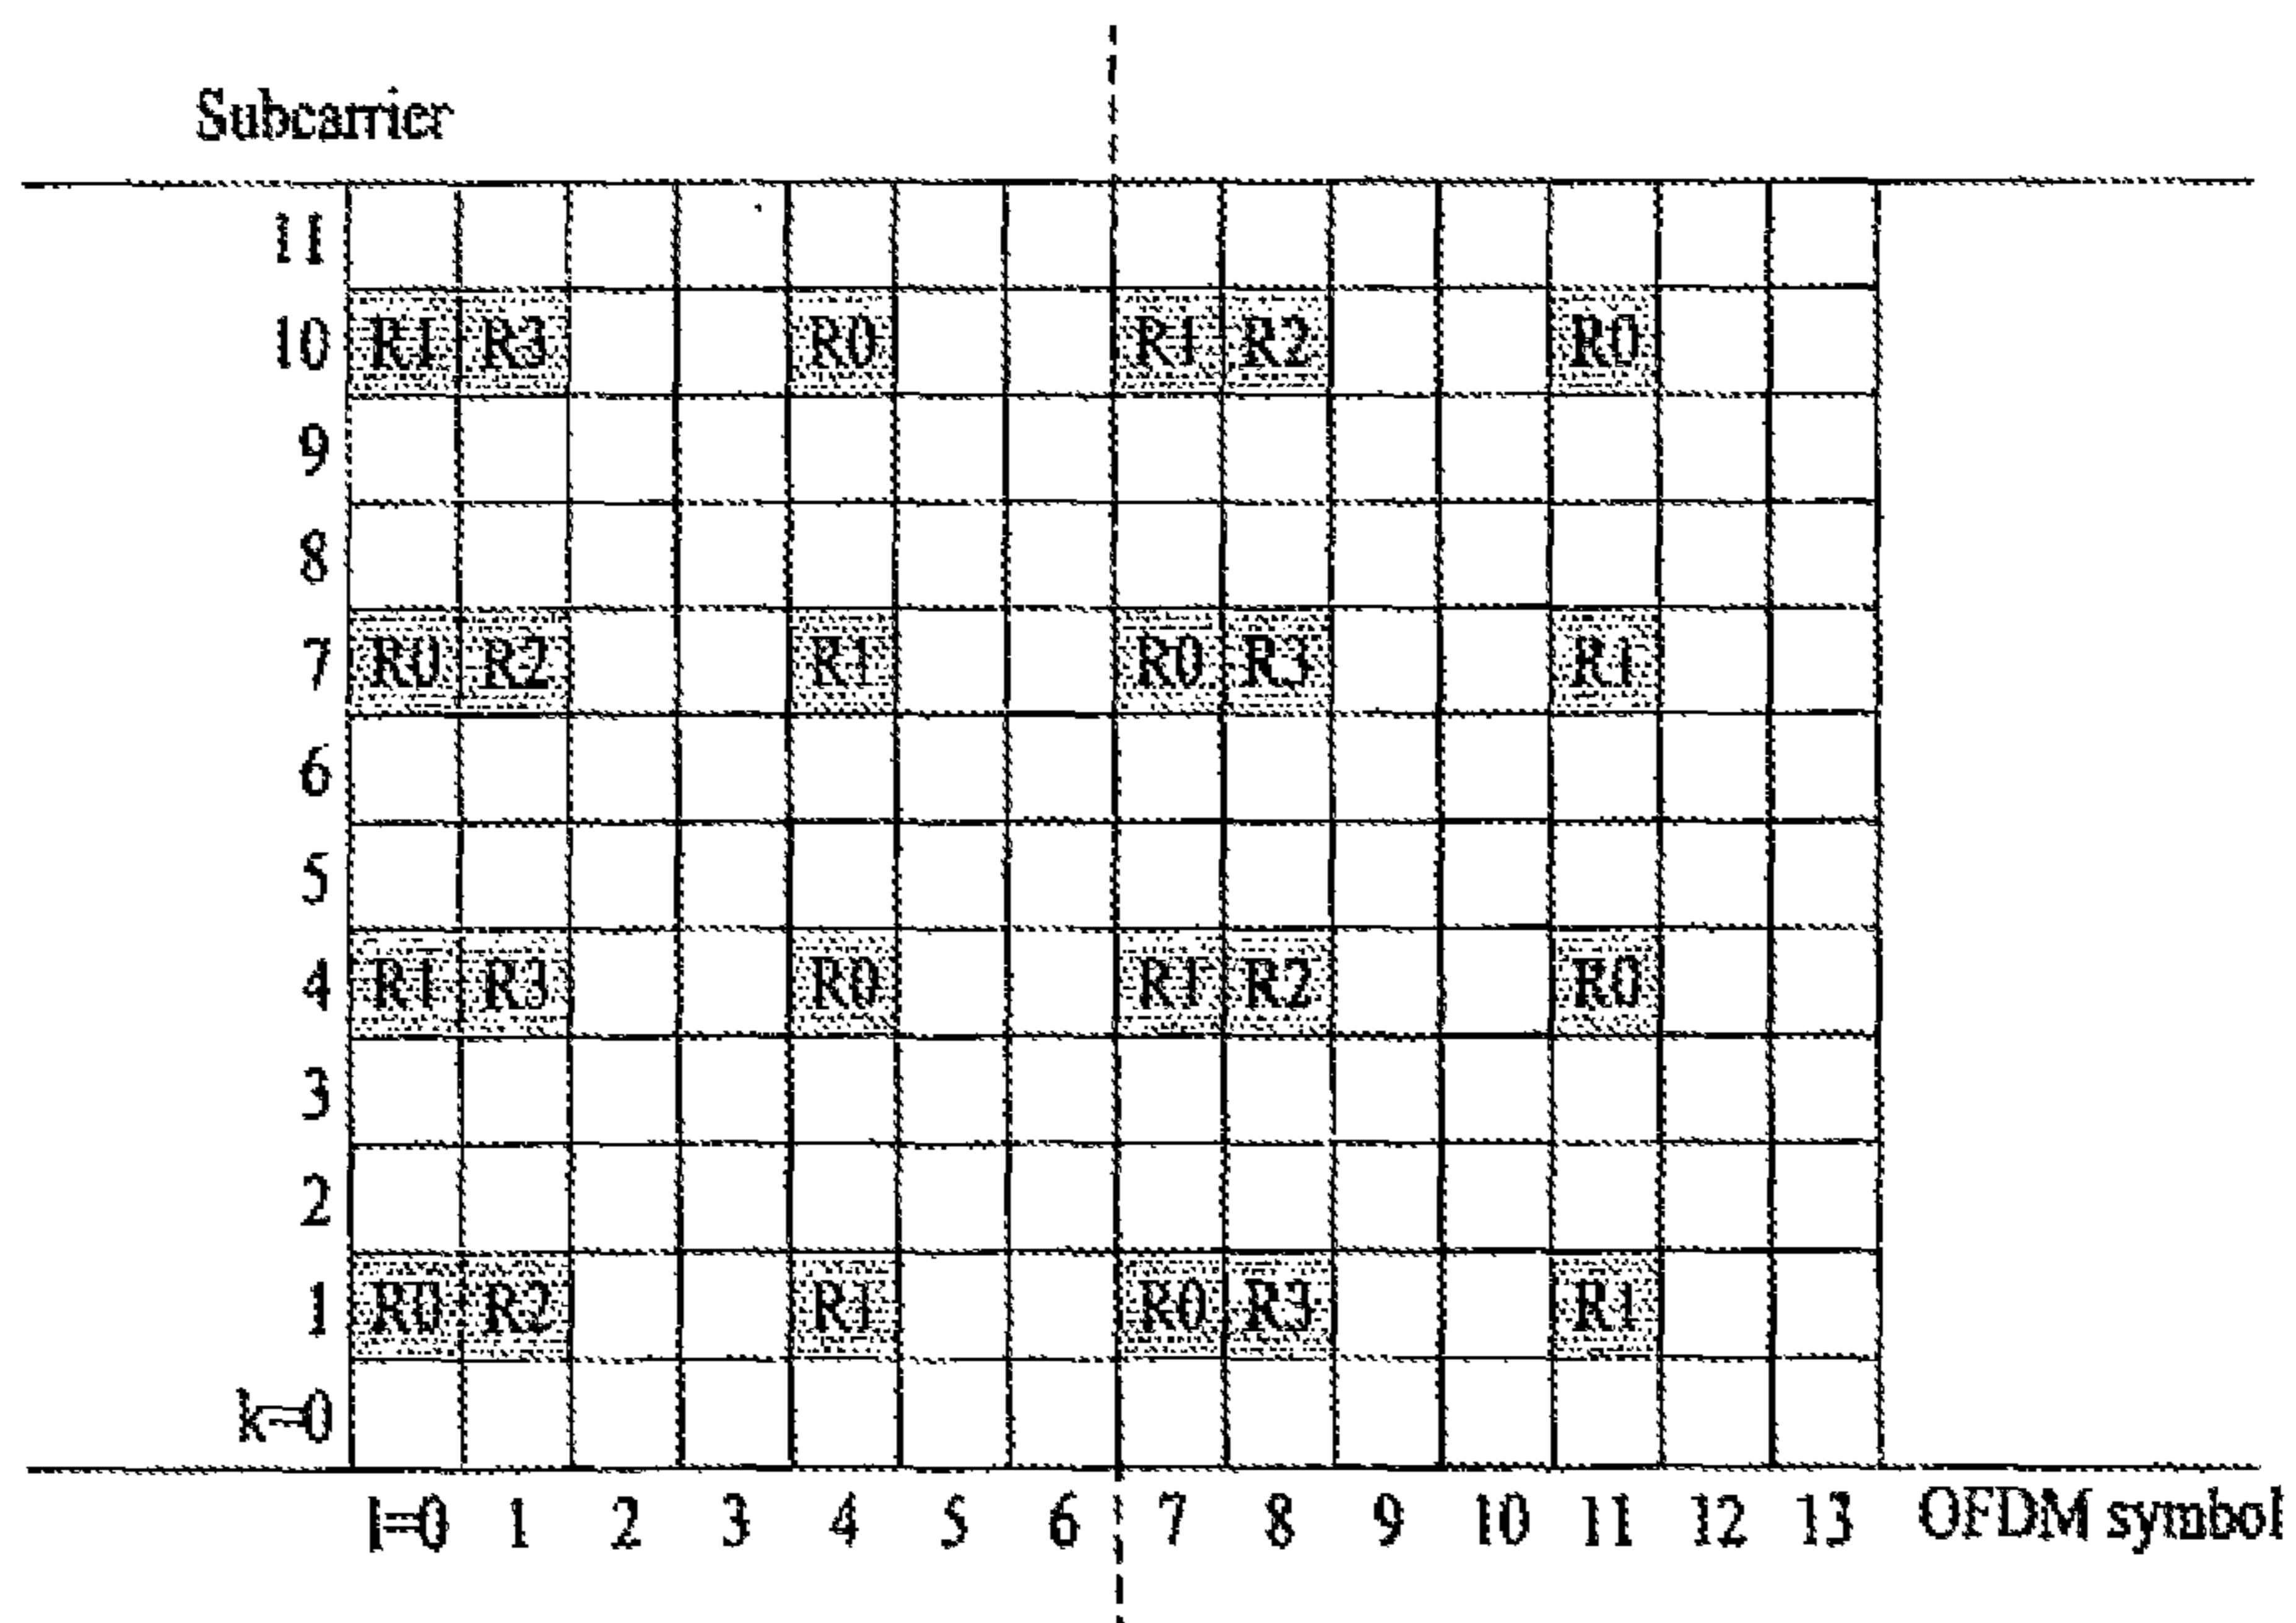 Subcarrier
11
10 R1 R3 R0 R1 R2 R0
9
8
7 R0 R2 R1 R0 R3 R1
6
5
4 R1 R3 R0 R1 R2 R0
3
2
1 R0 R2 R1 R0 R3 R1
k=0
l=0 1 2 3 4 5 6 7 8 9 10 11 12 13 OFDM symbol